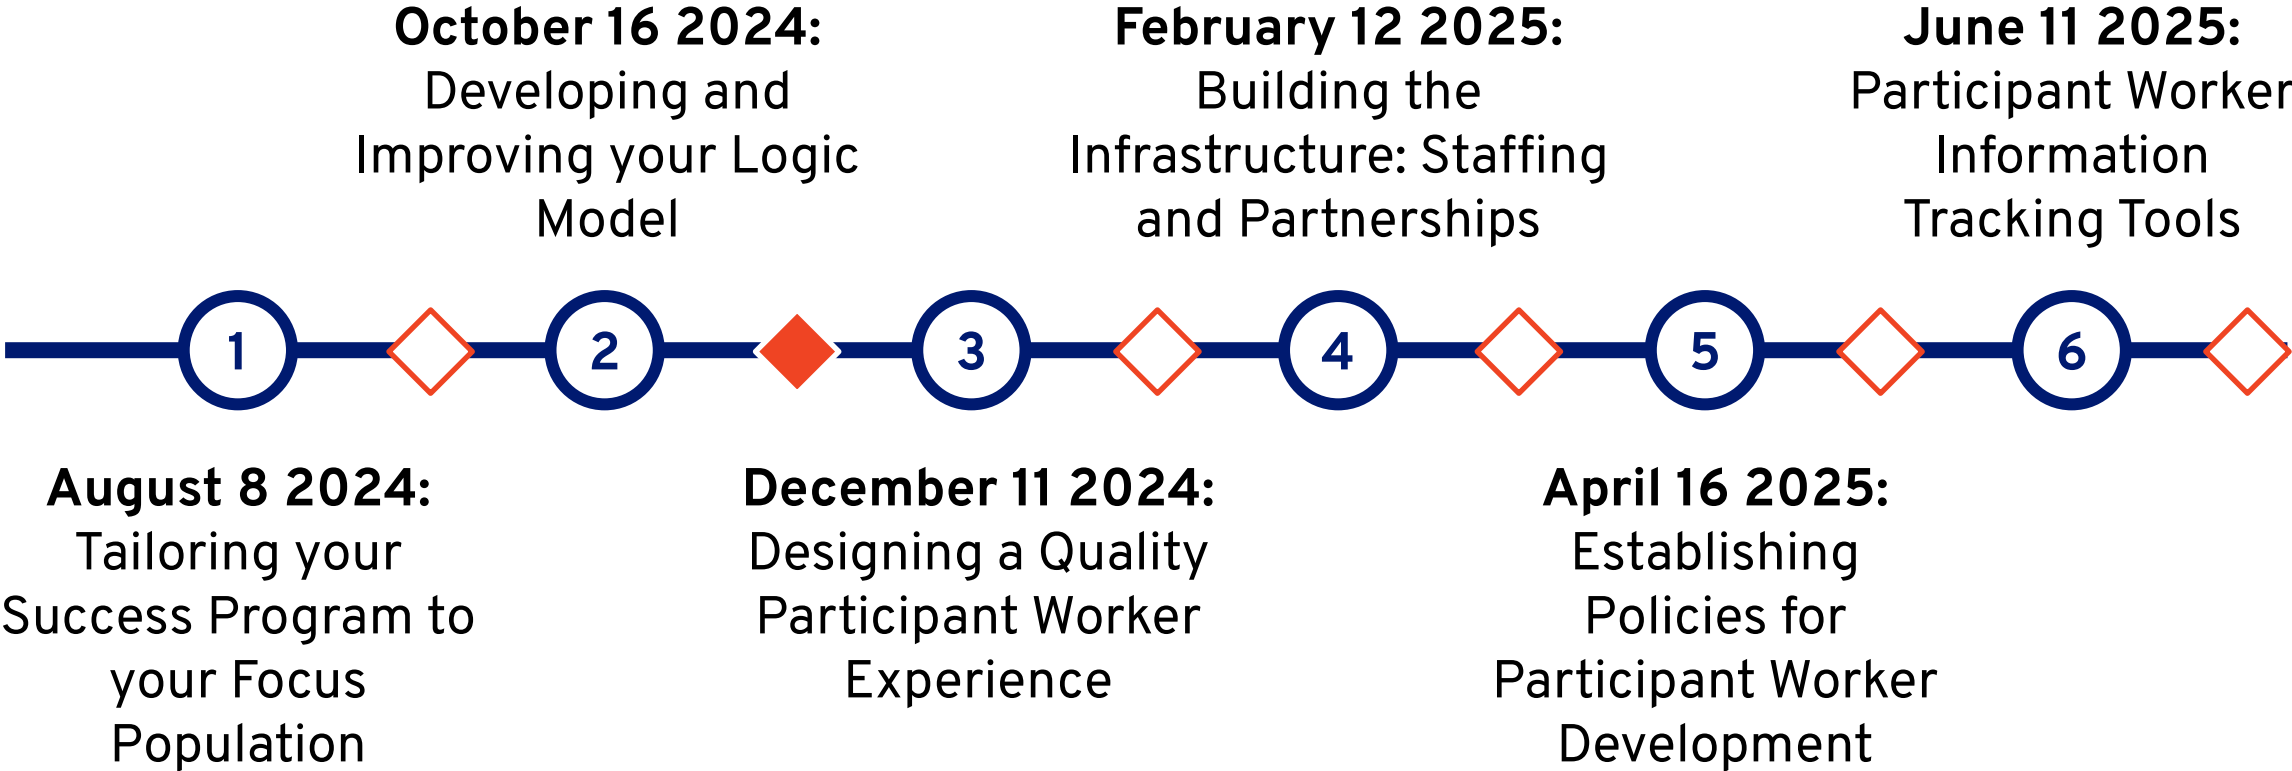 October 16 2024:
Developing and
Improving your Logic
Model
February 12 2025:
Building the
Infrastructure: Staffing
and Partnerships
June 11 2025:
Participant Worker
Information
Tracking Tools
1
2
3
4
5
6
August 8 2024:
Tailoring your
Success Program to
your Focus
Population
December 11 2024:
Designing a Quality
Participant Worker
Experience
April 16 2025:
Establishing
Policies for
Participant Worker
Development